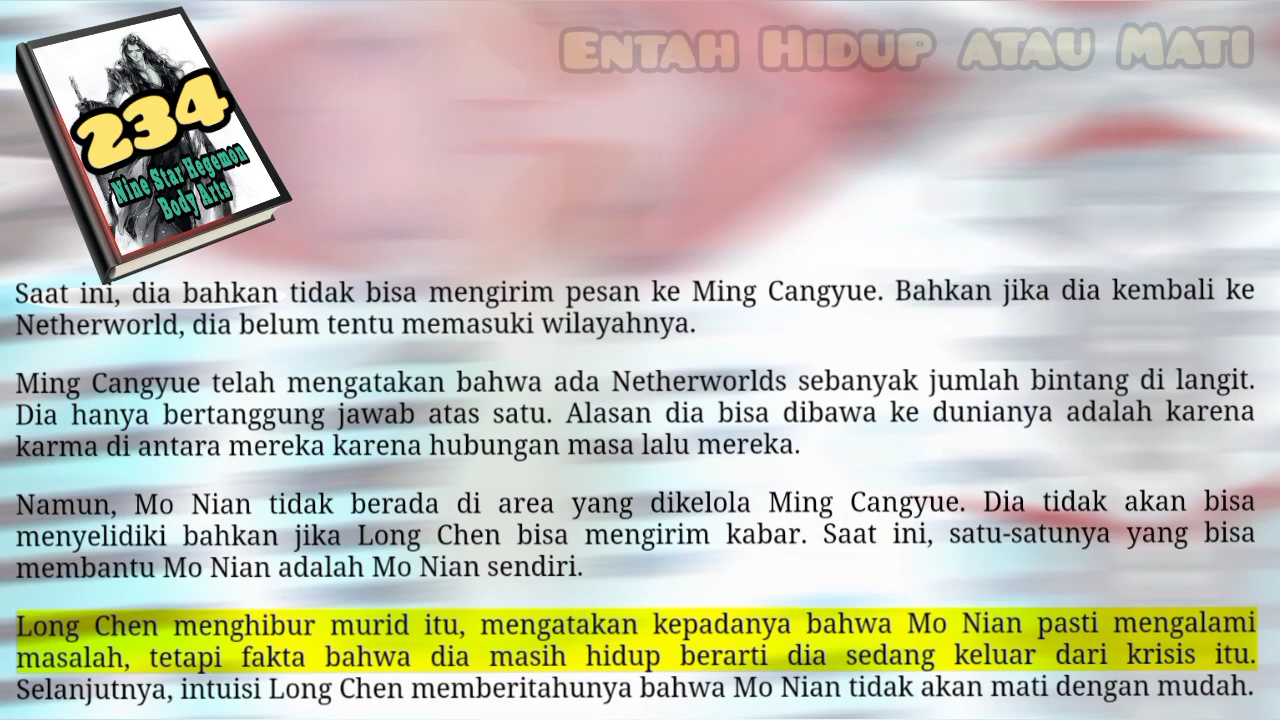 Entah Hidup atau Mati
234
Nine Star Hegemon
Body Arts
Saat ini, dia bahkan tidak bisa mengirim pesan ke Ming Cangyue. Bahkan jika dia kembali ke
Netherworld, dia belum tentu memasuki wilayahnya.
Ming Cangyue telah mengatakan bahwa ada Netherworlds sebanyak jumlah bintang di langit.
Dia hanya bertanggung jawab atas satu. Alasan dia bisa dibawa ke dunianya adalah karena
karma di antara mereka karena hubungan masa lalu mereka.
Namun, Mo Nian tidak berada di area yang dikelola Ming Cangyue. Dia tidak akan bisa
menyelidiki bahkan jika Long Chen bisa mengirim kabar. Saat ini, satu-satunya yang bisa
membantu Mo Nian adalah Mo Nian sendiri.
Long Chen menghibur murid itu, mengatakan kepadanya bahwa Mo Nian pasti mengalami
masalah, tetapi fakta bahwa dia masih hidup berarti dia sedang keluar dari krisis itu.
Selanjutnya, intuisi Long Chen memberitahunya bahwa Mo Nian tidak akan mati dengan mudah.